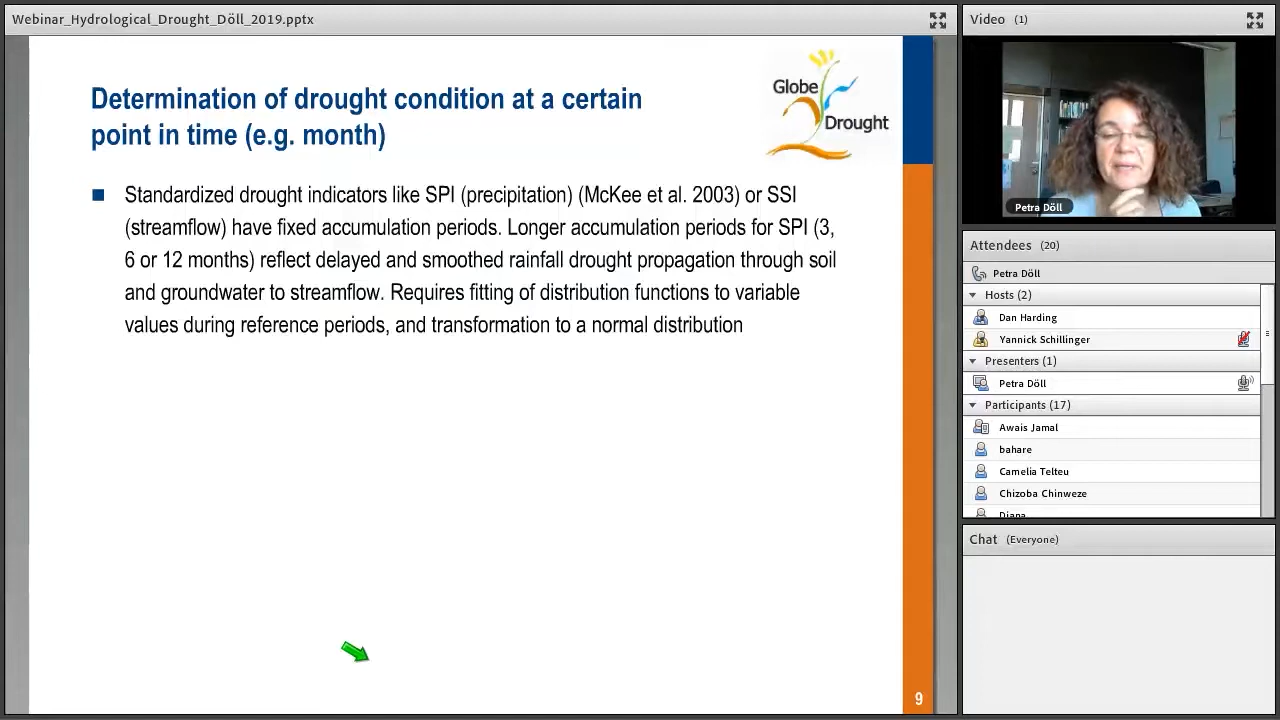 Webinar_Hydrological_Drought_Döll_2019.pptx
Determination of drought condition at a certain
point in time (e.g. month)
Globe
Drought
Standardized drought indicators like SPI (precipitation) (McKee et al. 2003) or SSI
(streamflow) have fixed accumulation periods. Longer accumulation periods for SPI (3,
6 or 12 months) reflect delayed and smoothed rainfall drought propagation through soil
and groundwater to streamflow. Requires fitting of distribution functions to variable
values during reference periods, and transformation to a normal distribution
9
Video (1)
Petra Döll
Attendees (20)
Petra Döll
Hosts (2)
Dan Harding
Yannick Schillinger
Presenters (1)
Petra Döll
Participants (17)
Awais Jamal
bahare
Camelia Telteu
Chizoba Chinweze
Diana
Chat (Everyone)